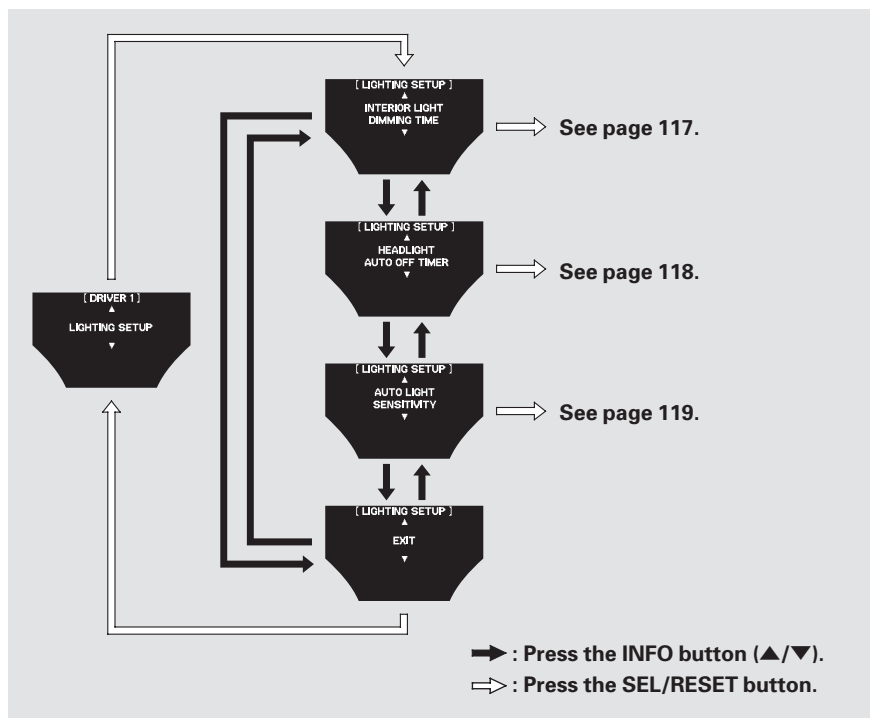 [ LIGHTING SETUP ]
▲
INTERIOR LIGHT
DIMMING TIME
▼
See page 117.
[ LIGHTING SETUP ]
▲
HEADLIGHT
AUTO OFF TIMER
▼
See page 118.
[ DRIVER 1 ]
▲
LIGHTING SETUP
▼
[ LIGHTING SETUP ]
▲
AUTO LIGHT
SENSITIVITY
▼
See page 119.
[ LIGHTING SETUP ]
▲
EXIT
▼
: Press the INFO button (▲/▼).
: Press the SEL/RESET button.